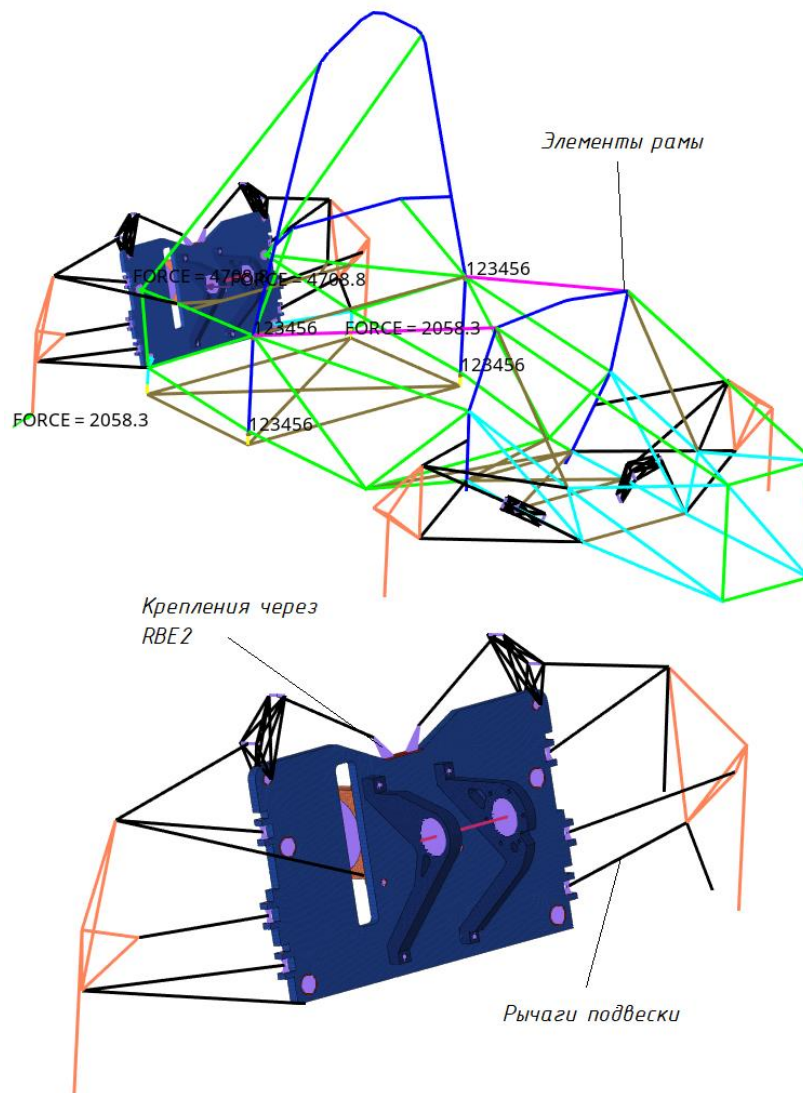 Элементы рамы
FORCE = 4708.8
FORCE = 4708.8
123456
123456
FORCE = 2058.3
123456
FORCE = 2058.3
123456
Крепления через
RBE2
Рычаги подвески